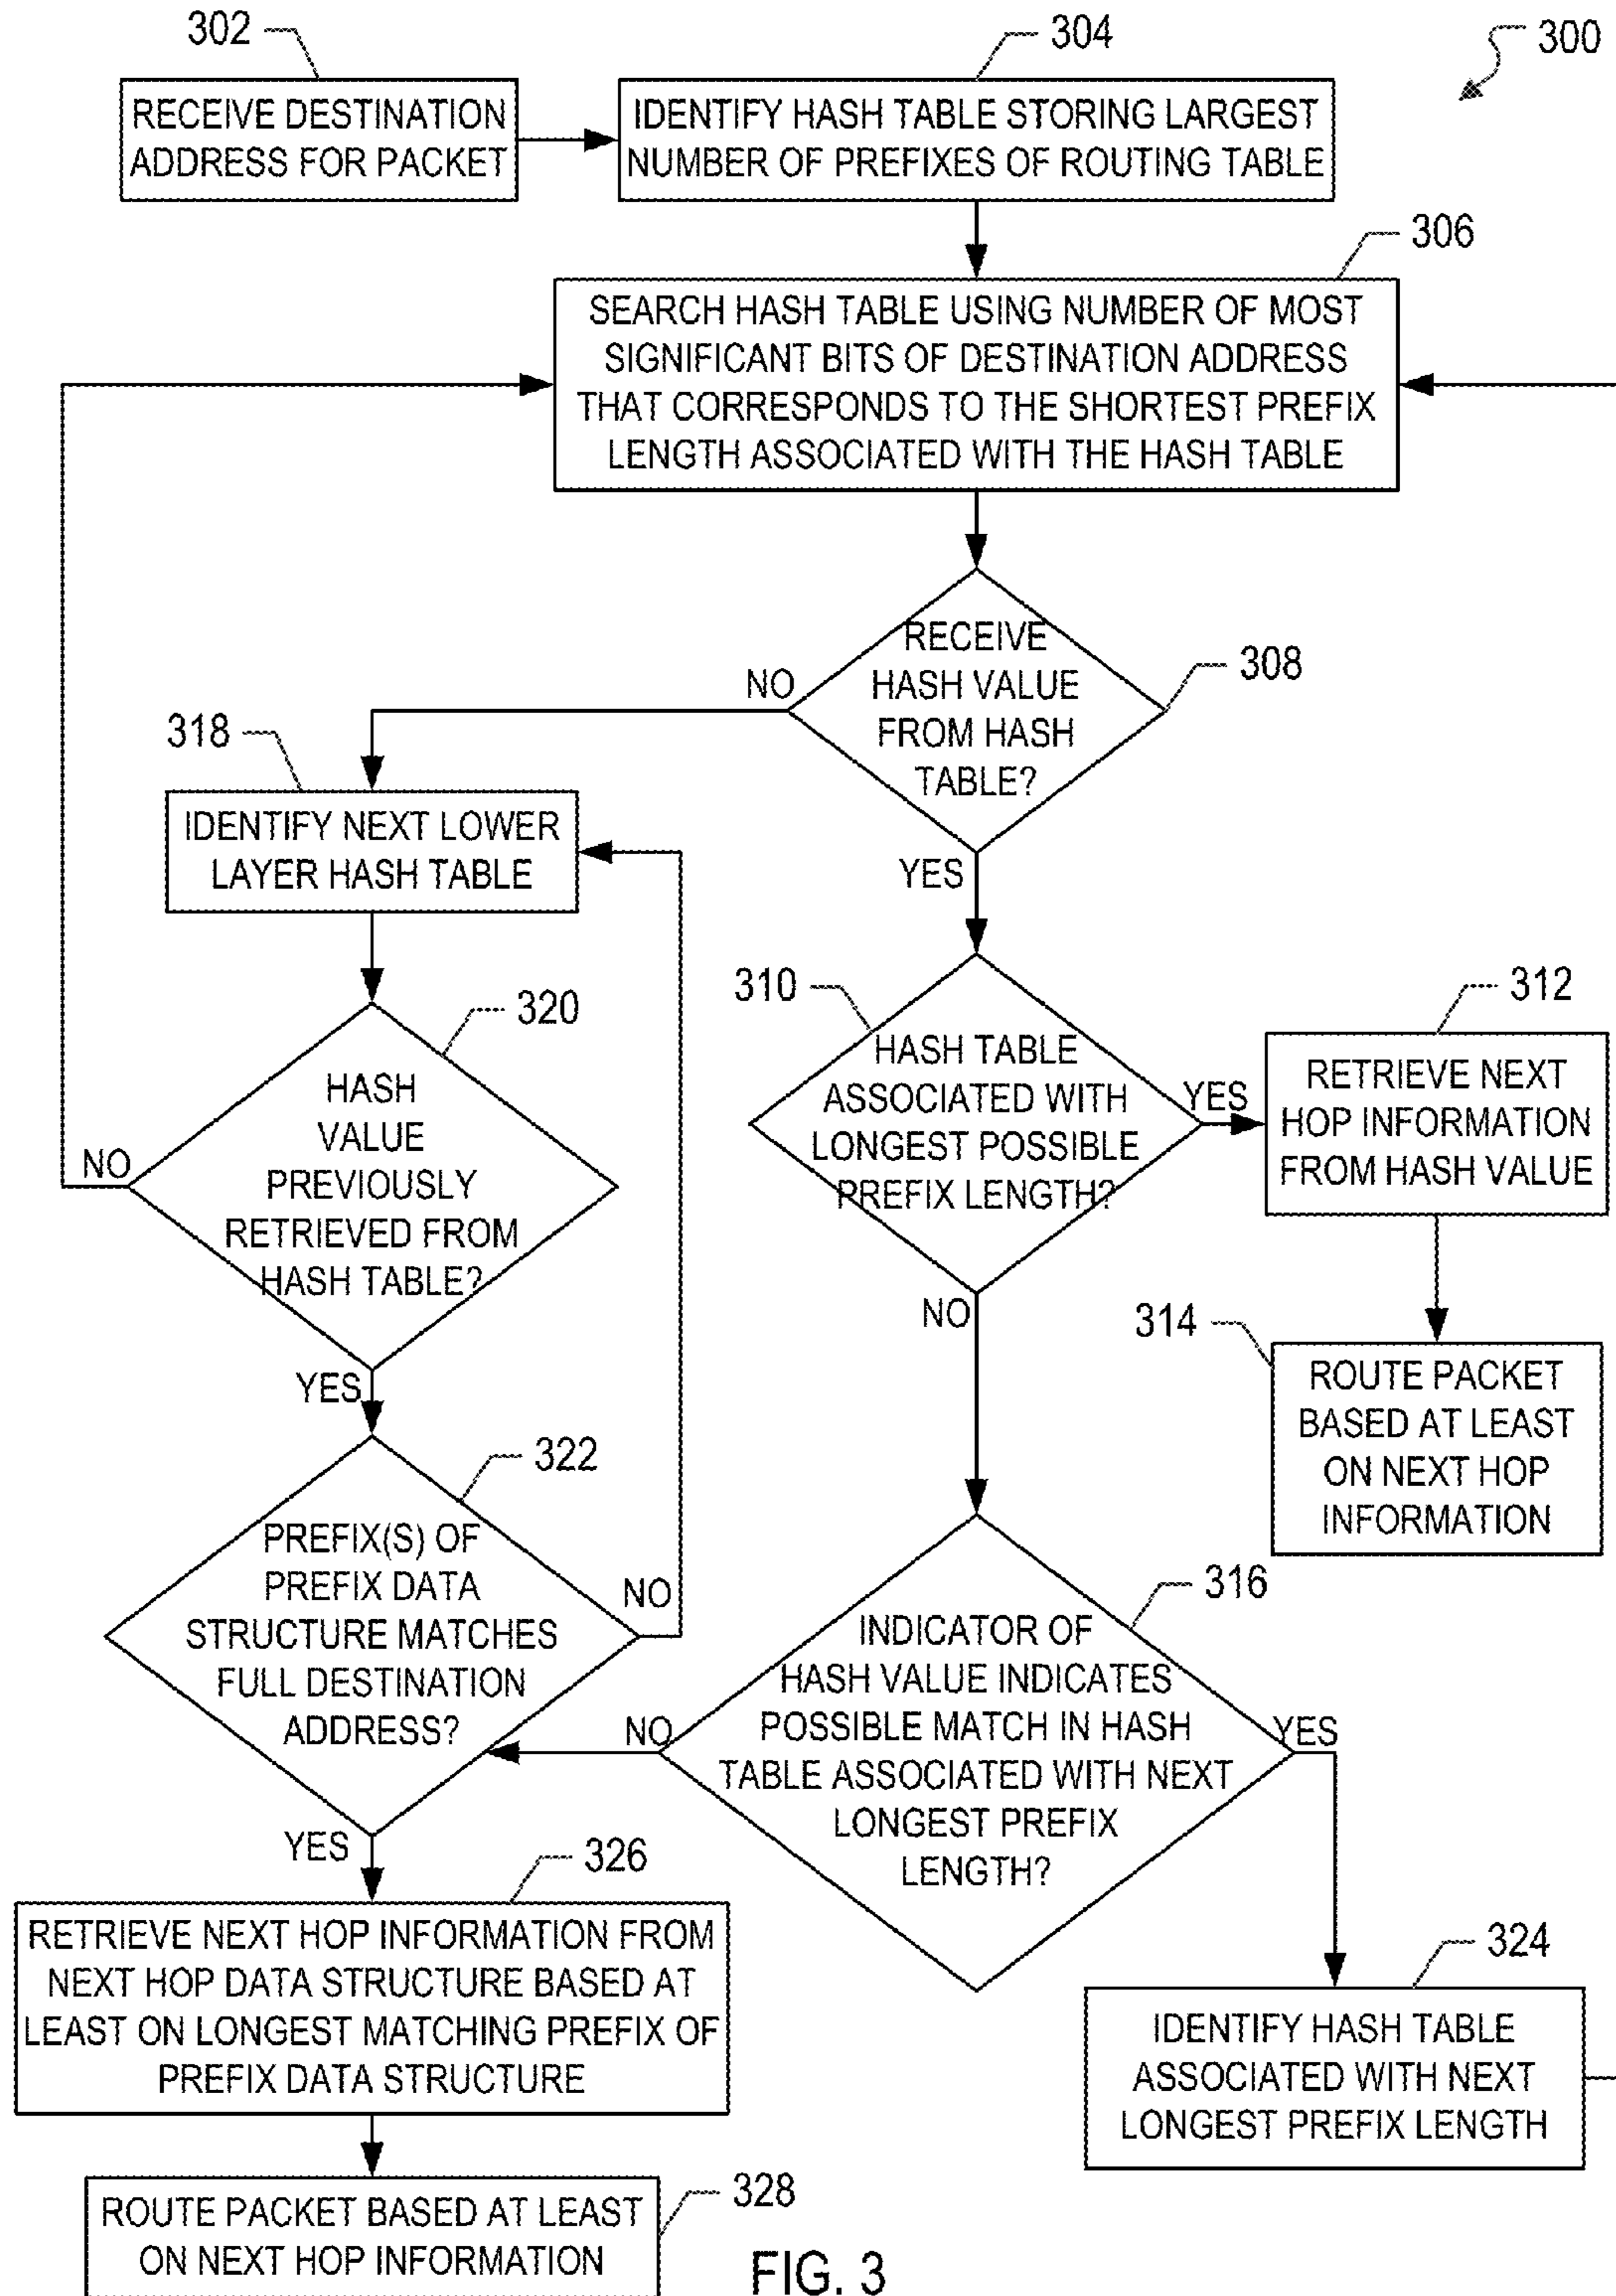 302
304
300
RECEIVE DESTINATION
ADDRESS FOR PACKET
IDENTIFY HASH TABLE STORING LARGEST
NUMBER OF PREFIXES OF ROUTING TABLE
306
SEARCH HASH TABLE USING NUMBER OF MOST
SIGNIFICANT BITS OF DESTINATION ADDRESS
THAT CORRESPONDS TO THE SHORTEST PREFIX
LENGTH ASSOCIATED WITH THE HASH TABLE
308
RECEIVE
HASH VALUE
FROM HASH
TABLE?
NO
YES
318
IDENTIFY NEXT LOWER
LAYER HASH TABLE
320
HASH
VALUE
PREVIOUSLY
RETRIEVED FROM
HASH TABLE?
NO
YES
310
HASH TABLE
ASSOCIATED WITH
LONGEST POSSIBLE
PREFIX LENGTH?
YES
NO
312
RETRIEVE NEXT
HOP INFORMATION
FROM HASH VALUE
314
ROUTE PACKET
BASED AT LEAST
ON NEXT HOP
INFORMATION
322
PREFIX(S) OF
PREFIX DATA
STRUCTURE MATCHES
FULL DESTINATION
ADDRESS?
NO
YES
316
INDICATOR OF
HASH VALUE INDICATES
POSSIBLE MATCH IN HASH
TABLE ASSOCIATED WITH NEXT
LONGEST PREFIX
LENGTH?
NO
YES
326
RETRIEVE NEXT HOP INFORMATION FROM
NEXT HOP DATA STRUCTURE BASED AT
LEAST ON LONGEST MATCHING PREFIX OF
PREFIX DATA STRUCTURE
324
IDENTIFY HASH TABLE
ASSOCIATED WITH NEXT
LONGEST PREFIX LENGTH
328
ROUTE PACKET BASED AT LEAST
ON NEXT HOP INFORMATION
FIG. 3